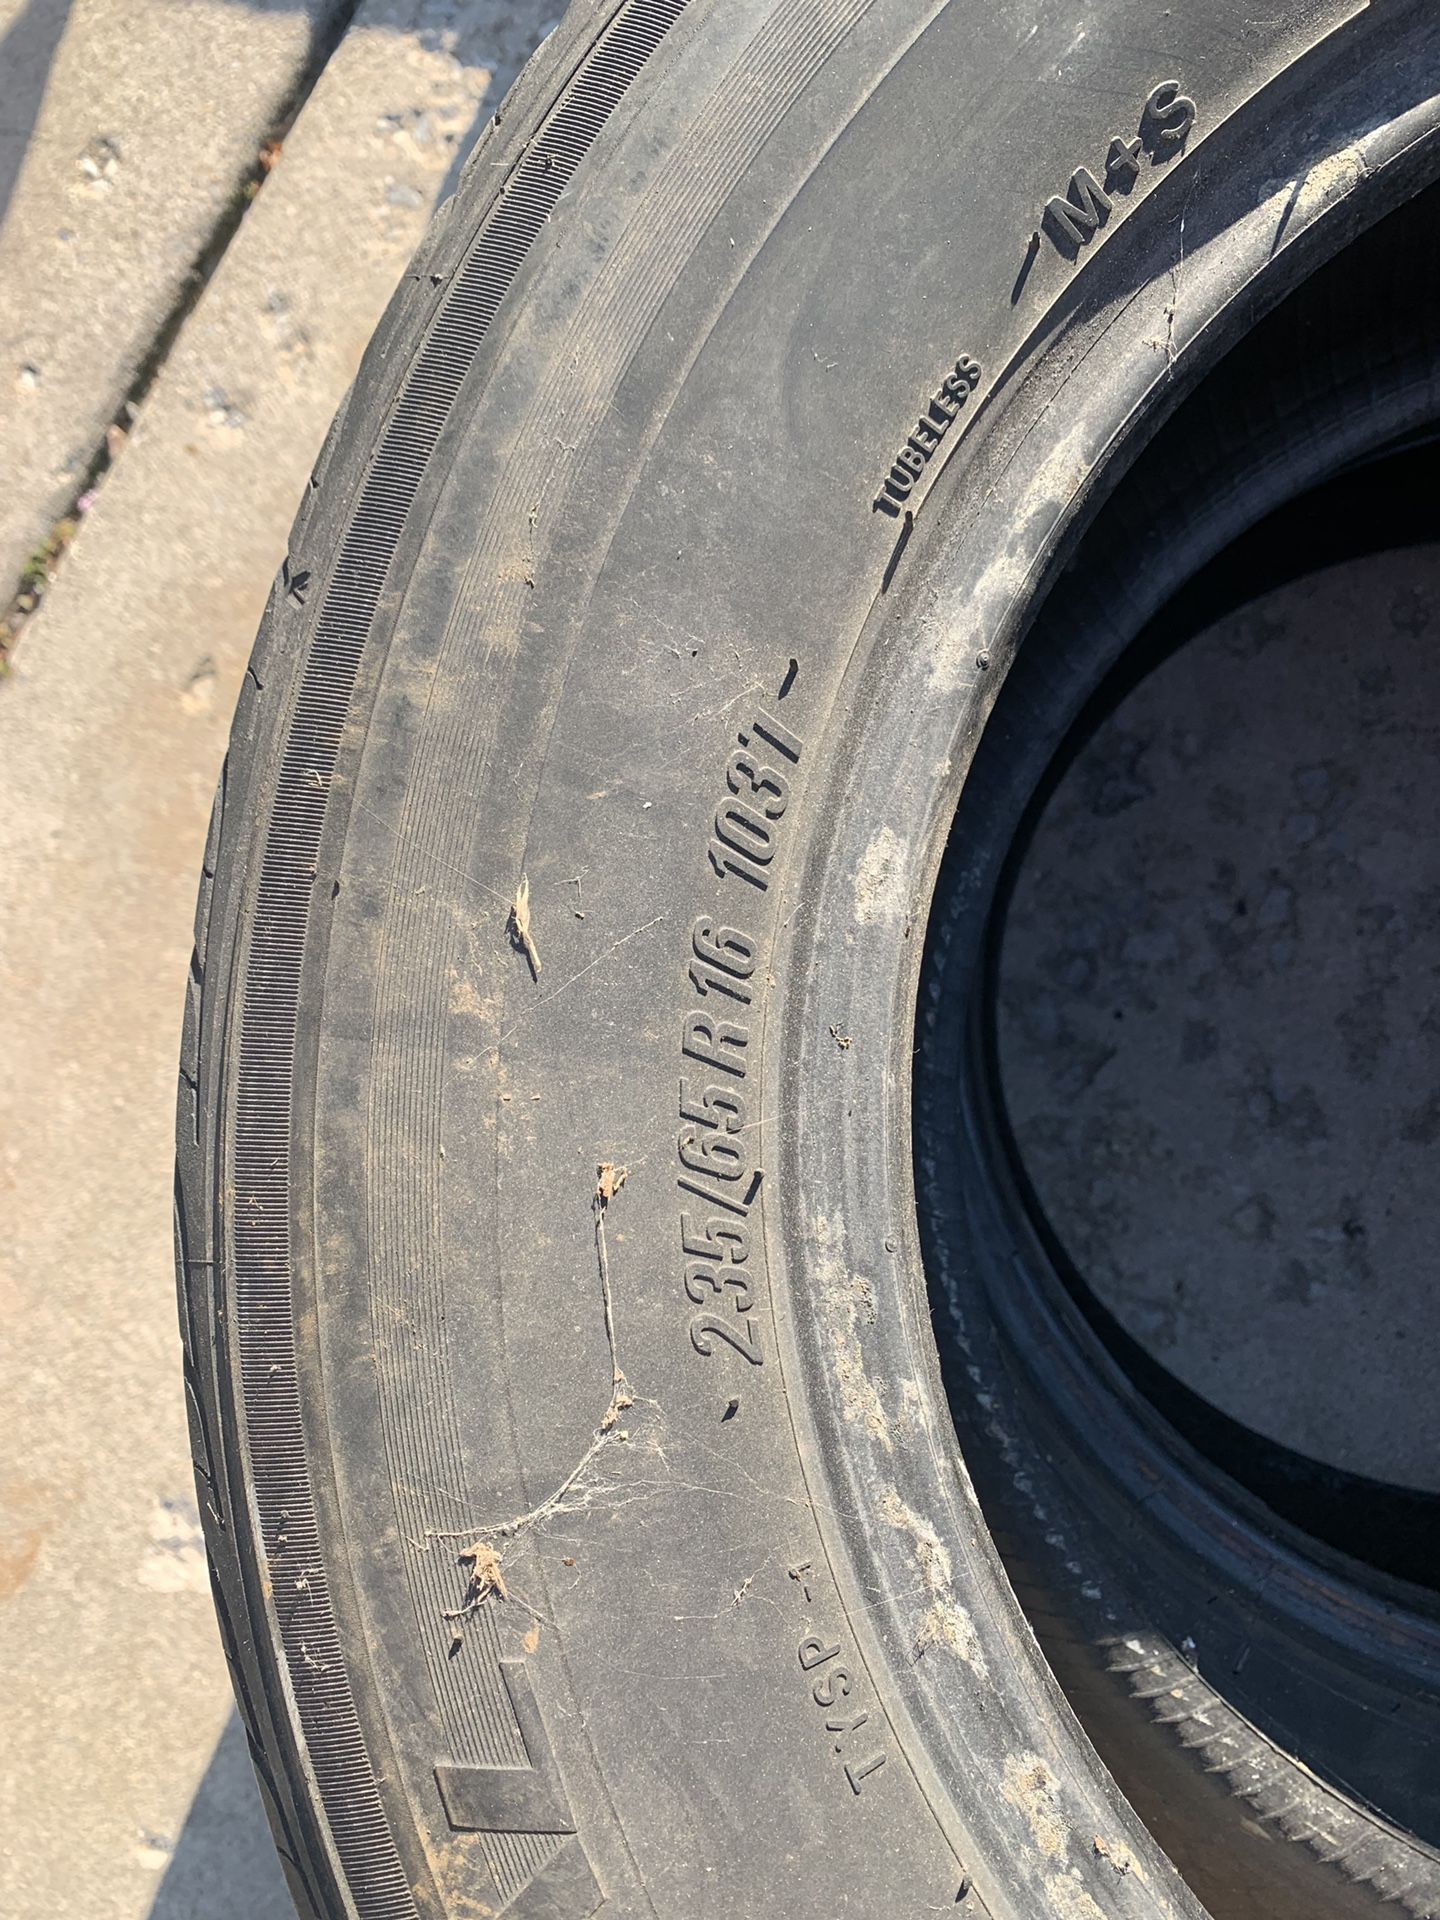 M+S
TUBELESS
235/65R16 103T
TYSP-1